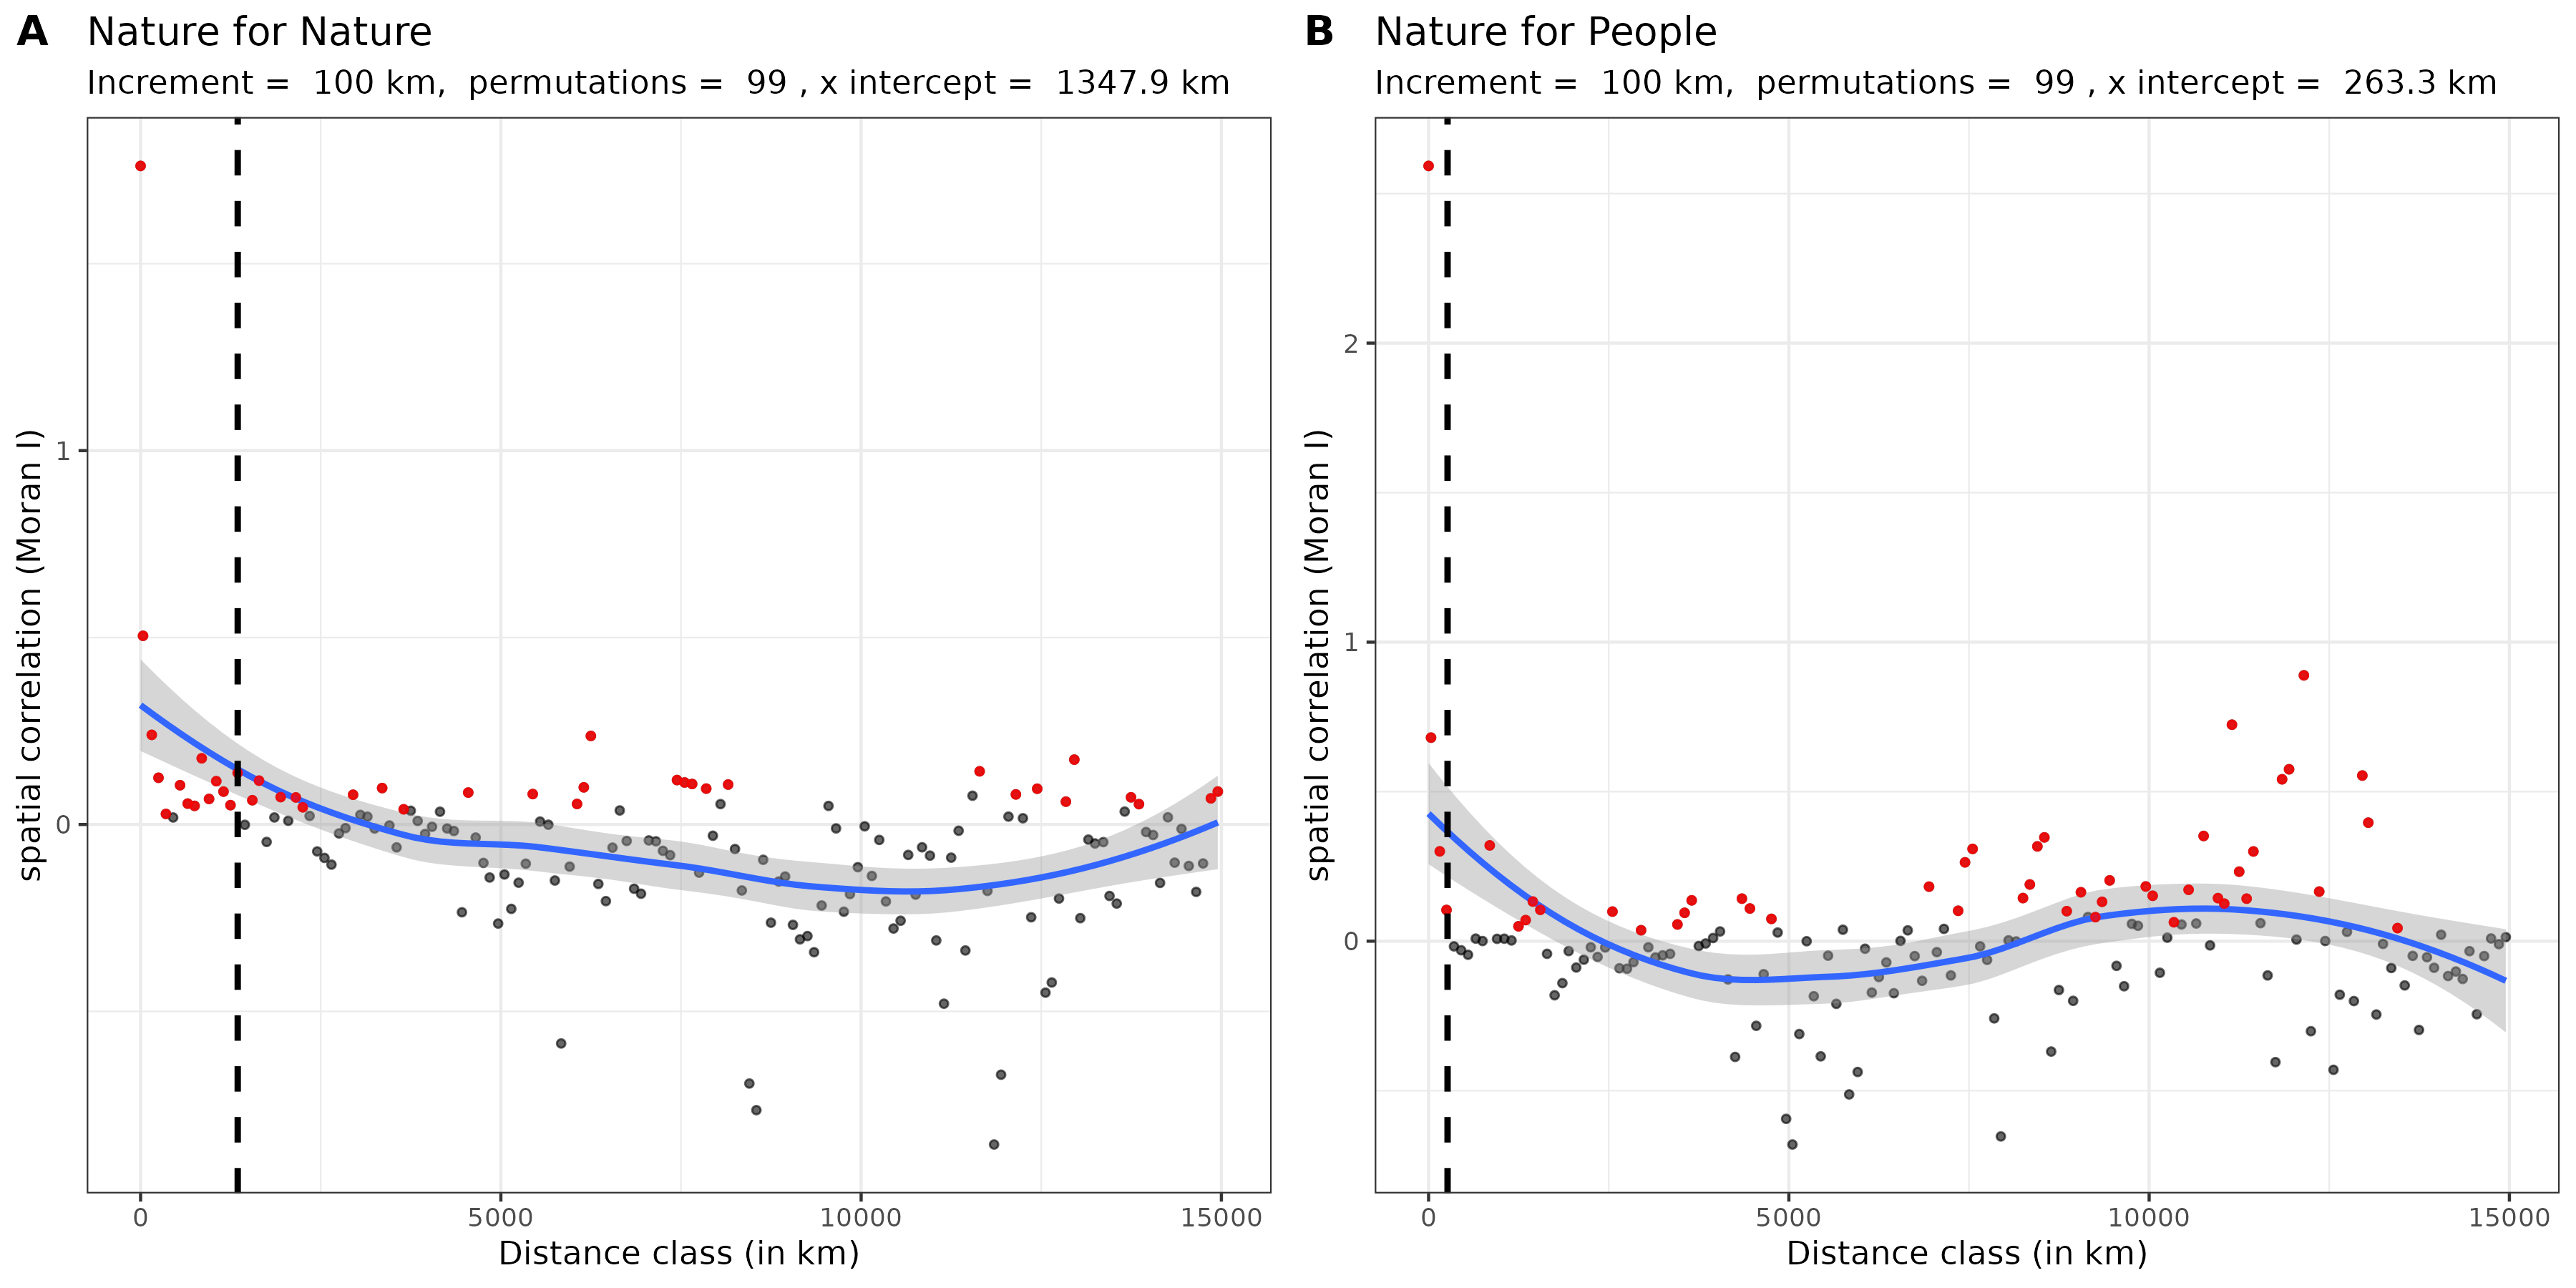 A Nature for Nature
Increment =  100 km,  permutations =  99 , x intercept =  1347.9 km
spatial correlation (Moran I)
1
0
0 5000 10000 15000
Distance class (in km)
B Nature for People
Increment =  100 km,  permutations =  99 , x intercept =  263.3 km
spatial correlation (Moran I)
2
1
0
0 5000 10000 15000
Distance class (in km)